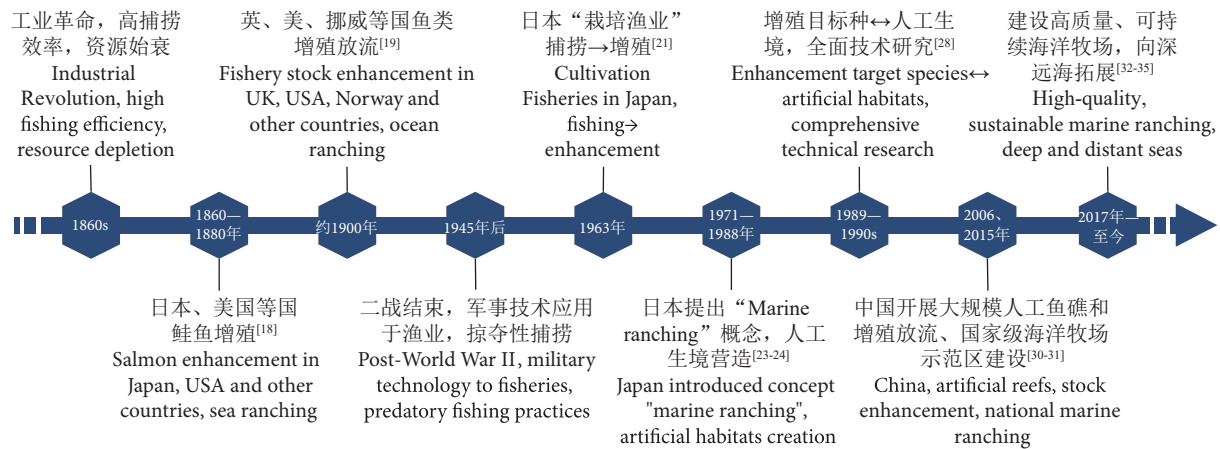 工业革命，高捕捞
效率，资源始衰
Industrial
Revolution, high
fishing efficiency,
resource depletion
英、美、挪威等国鱼类
增殖放流[19]
Fishery stock enhancement in
UK, USA, Norway and
other countries, ocean
ranching
日本“栽培渔业”
捕捞→增殖[21]
Cultivation
Fisheries in Japan,
fishing→
enhancement
增殖目标种↔人工生
境，全面技术研究[28]
Enhancement target species↔
artificial habitats,
comprehensive
technical research
建设高质量、可持
续海洋牧场，向深
远海拓展[32-35]
High-quality,
sustainable marine ranching,
deep and distant seas
1860s
1860—
1880年
约1900年
1945年后
1963年
1971—
1988年
1989—
1990s
2006、
2015年
2017年—
至今
日本、美国等国
鲑鱼增殖[18]
Salmon enhancement in
Japan, USA and other
countries, sea ranching
二战结束，军事技术应用
于渔业，掠夺性捕捞
Post-World War II, military
technology to fisheries,
predatory fishing practices
日本提出“Marine
ranching”概念，人工
生境营造[23-24]
Japan introduced concept
"marine ranching",
artificial habitats creation
中国开展大规模人工鱼礁和
增殖放流、国家级海洋牧场
示范区建设[30-31]
China, artificial reefs, stock
enhancement, national marine
ranching